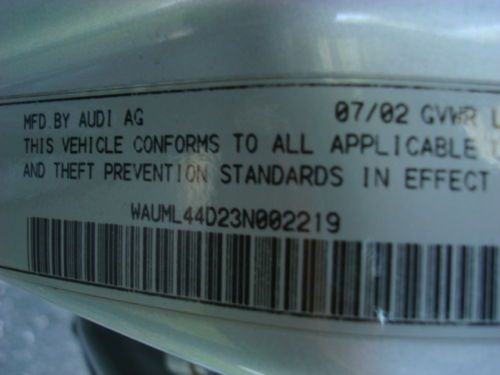 MFD. BY AUDI AG 07/02 GVWR
THIS VEHICLE CONFORMS TO ALL APPLICABLE
AND THEFT PREVENTION STANDARDS IN EFFECT
WAUML44D23N002219